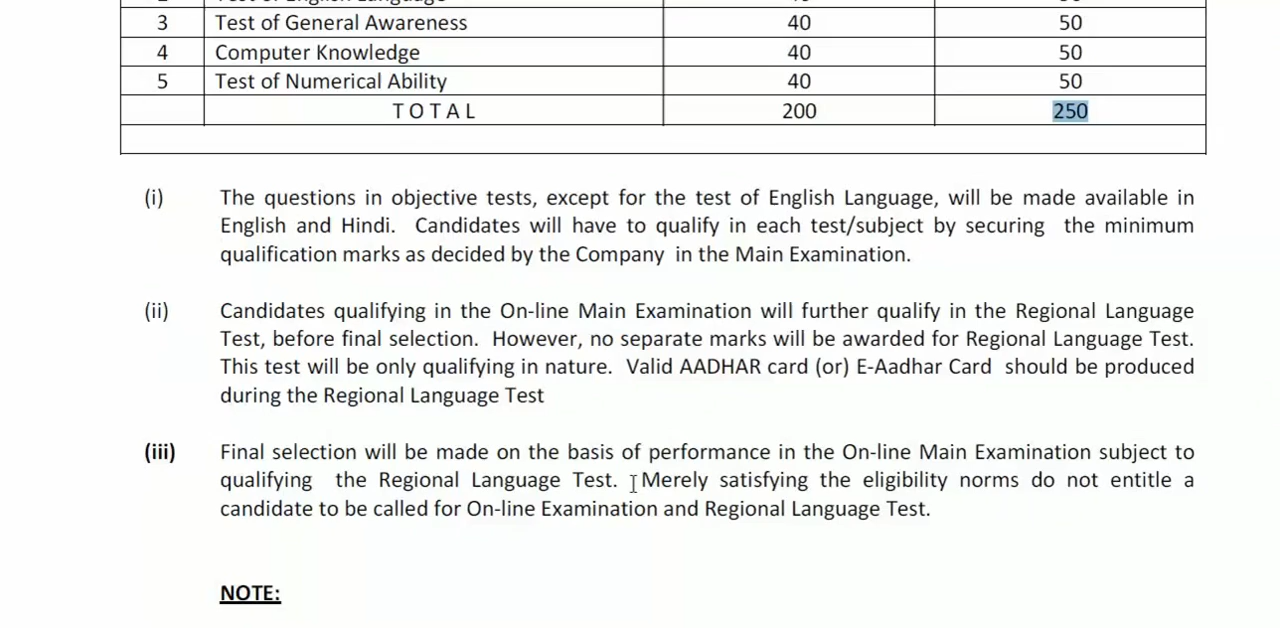 3 Test of General Awareness 40 50
4 Computer Knowledge 40 50
5 Test of Numerical Ability 40 50
T O T A L 200 250
(i) The questions in objective tests, except for the test of English Language, will be made available in
English and Hindi. Candidates will have to qualify in each test/subject by securing the minimum
qualification marks as decided by the Company in the Main Examination.
(ii) Candidates qualifying in the On-line Main Examination will further qualify in the Regional Language
Test, before final selection. However, no separate marks will be awarded for Regional Language Test.
This test will be only qualifying in nature. Valid AADHAR card (or) E-Aadhar Card should be produced
during the Regional Language Test
(iii) Final selection will be made on the basis of performance in the On-line Main Examination subject to
qualifying the Regional Language Test. Merely satisfying the eligibility norms do not entitle a
candidate to be called for On-line Examination and Regional Language Test.
NOTE: